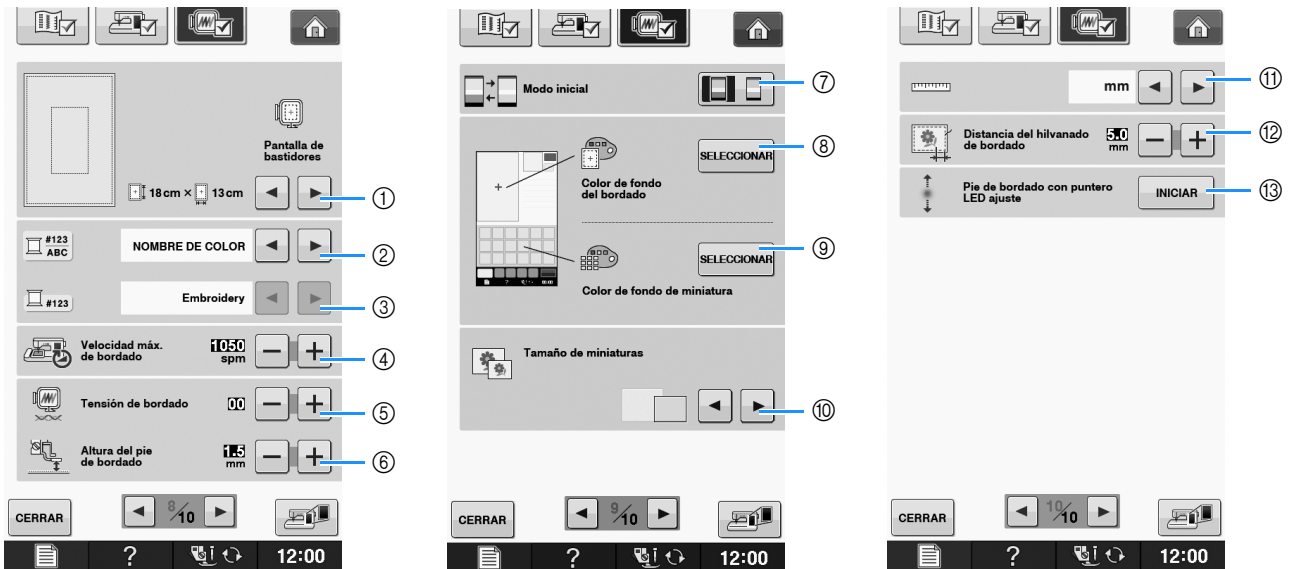 Pantalla de
bastidores
18 cm × 13 cm
①
#123
ABC
NOMBRE DE COLOR
②
#123
Embroidery
③
Velocidad máx.
de bordado
1050
spm
④
Tensión de bordado
00
⑤
Altura del pie
de bordado
1.5
mm
⑥
CERRAR
8/10
?
12:00
Modo inicial
⑦
SELECCIONAR
⑧
Color de fondo
del bordado
SELECCIONAR
⑨
Color de fondo de miniatura
Tamaño de miniaturas
⑩
CERRAR
9/10
?
12:00
mm
⑪
Distancia del hilvanado
de bordado
5.0
mm
⑫
Pie de bordado con puntero
LED ajuste
INICIAR
⑬
CERRAR
10/10
?
12:00